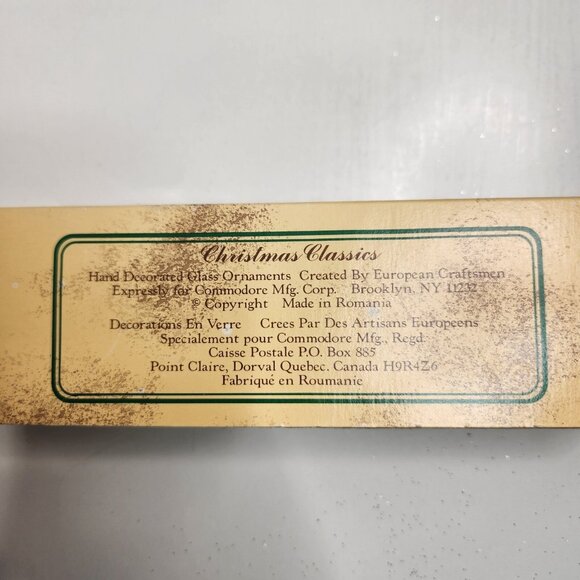 Christmas Classics
Hand Decorated Glass Ornaments Created By European Craftsmen
Expressly for Commodore Mfg. Corp. Brooklyn, NY 11232
© Copyright Made in Romania
Decorations En Verre Crees Par Des Artisans Europeens
Specialement pour Commodore Mfg., Regd.
Caisse Postale P.O. Box 885
Point Claire, Dorval Quebec. Canada H9R4Z6
Fabriqué en Roumanie